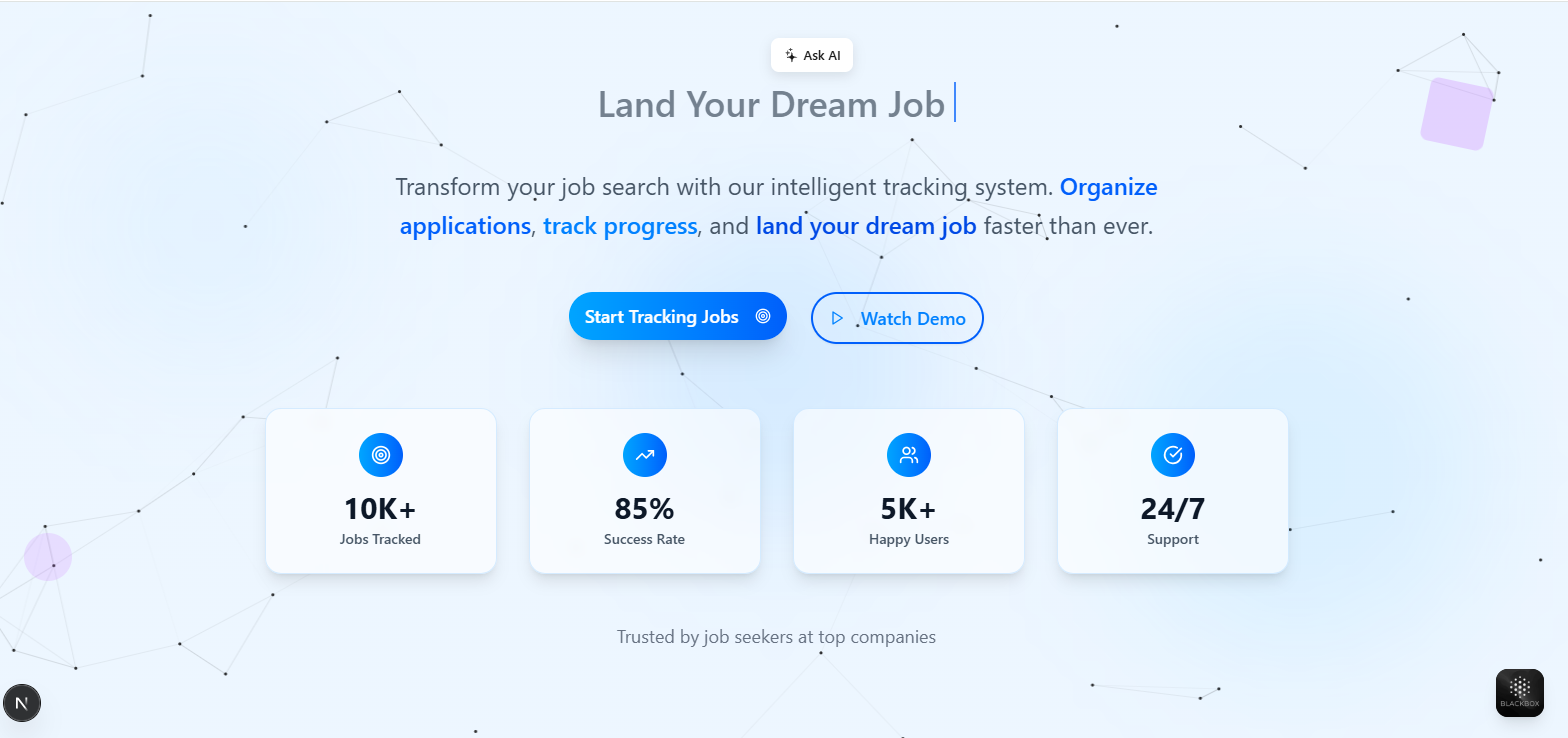 Ask AI
Land Your Dream Job
Transform your job search with our intelligent tracking system. Organize
applications, track progress, and land your dream job faster than ever.
Start Tracking Jobs
Watch Demo
10K+
Jobs Tracked
85%
Success Rate
5K+
Happy Users
24/7
Support
Trusted by job seekers at top companies
N
BLACKBOX